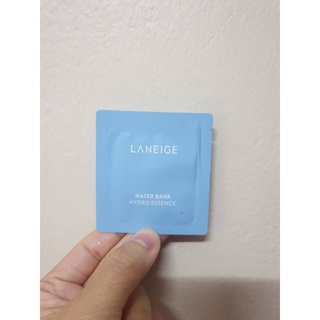 LANEIGE
WATER BANK
HYDRO ESSENCE